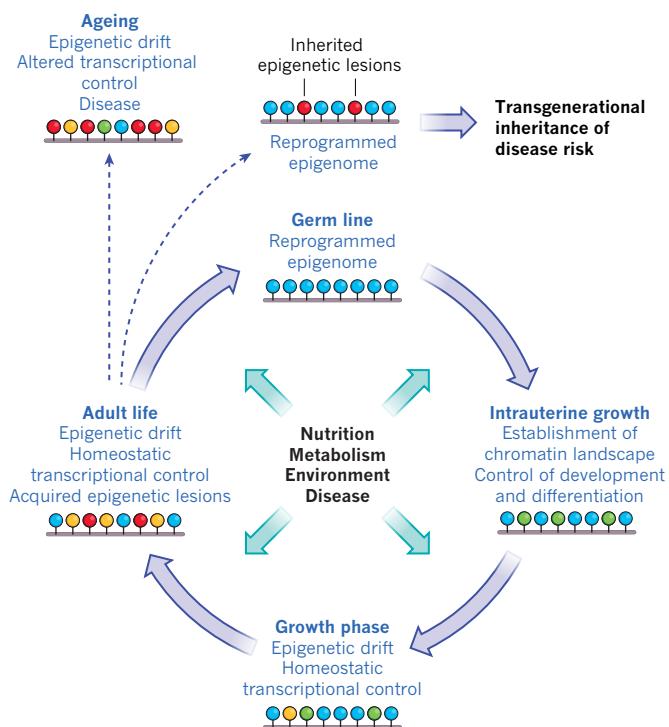 Ageing
Epigenetic drift
Altered transcriptional
control
Disease
Inherited
epigenetic lesions
Reprogrammed
epigenome
Transgenerational
inheritance of
disease risk
Germ line
Reprogrammed
epigenome
Adult life
Epigenetic drift
Homeostatic
transcriptional control
Acquired epigenetic lesions
Nutrition
Metabolism
Environment
Disease
Intrauterine growth
Establishment of
chromatin landscape
Control of development
and differentiation
Growth phase
Epigenetic drift
Homeostatic
transcriptional control